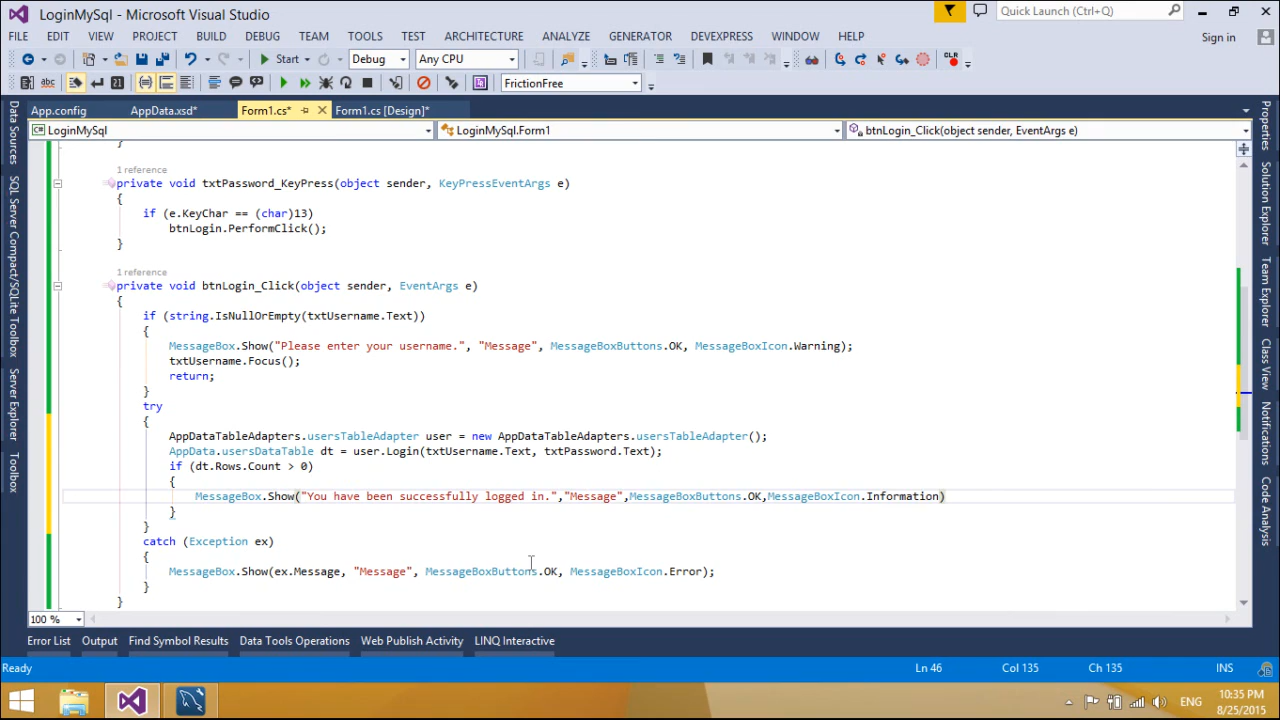 LoginMySql - Microsoft Visual Studio
Quick Launch (Ctrl+Q)
FILE EDIT VIEW PROJECT BUILD DEBUG TEAM TOOLS TEST ARCHITECTURE ANALYZE GENERATOR DEVEXPRESS WINDOW HELP
Sign in
Start Debug Any CPU
CLR
abc 21 FrictionFree
App.config AppData.xsd* Form1.cs* Form1.cs [Design]*
LoginMySql LoginMySql.Form1 btnLogin_Click(object sender, EventArgs e)
}
1 reference
private void txtPassword_KeyPress(object sender, KeyPressEventArgs e)
{
if (e.KeyChar == (char)13)
btnLogin.PerformClick();
}
1 reference
private void btnLogin_Click(object sender, EventArgs e)
{
if (string.IsNullOrEmpty(txtUsername.Text))
{
MessageBox.Show("Please enter your username.", "Message", MessageBoxButtons.OK, MessageBoxIcon.Warning);
txtUsername.Focus();
return;
}
try
{
AppDataTableAdapters.usersTableAdapter user = new AppDataTableAdapters.usersTableAdapter();
AppData.usersDataTable dt = user.Login(txtUsername.Text, txtPassword.Text);
if (dt.Rows.Count > 0)
{
MessageBox.Show("You have been successfully logged in.","Message",MessageBoxButtons.OK,MessageBoxIcon.Information)
}
}
catch (Exception ex)
{
MessageBox.Show(ex.Message, "Message", MessageBoxButtons.OK, MessageBoxIcon.Error);
}
}
Data Sources
SQL Server Compact/SQLite Toolbox
Server Explorer
Toolbox
Properties
Solution Explorer
Team Explorer
Class View
Notifications
Code Analysis
100 %
Error List Output Find Symbol Results Data Tools Operations Web Publish Activity LINQ Interactive
Ready Ln 46 Col 135 Ch 135 INS
ENG
10:35 PM
8/25/2015